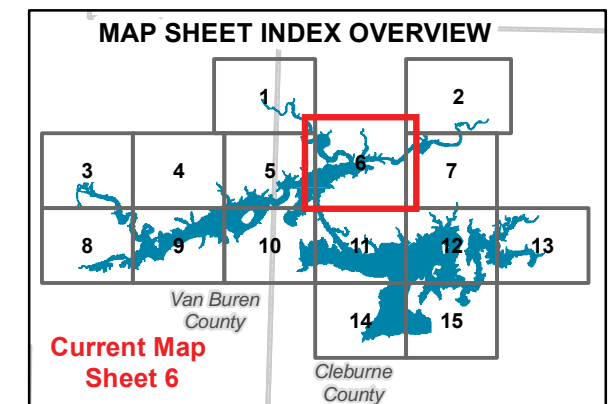 MAP SHEET INDEX OVERVIEW
1
2
3
4
5
6
7
8
9
10
11
12
13
Van Buren
County
14
15
Current Map
Sheet 6
Cleburne
County